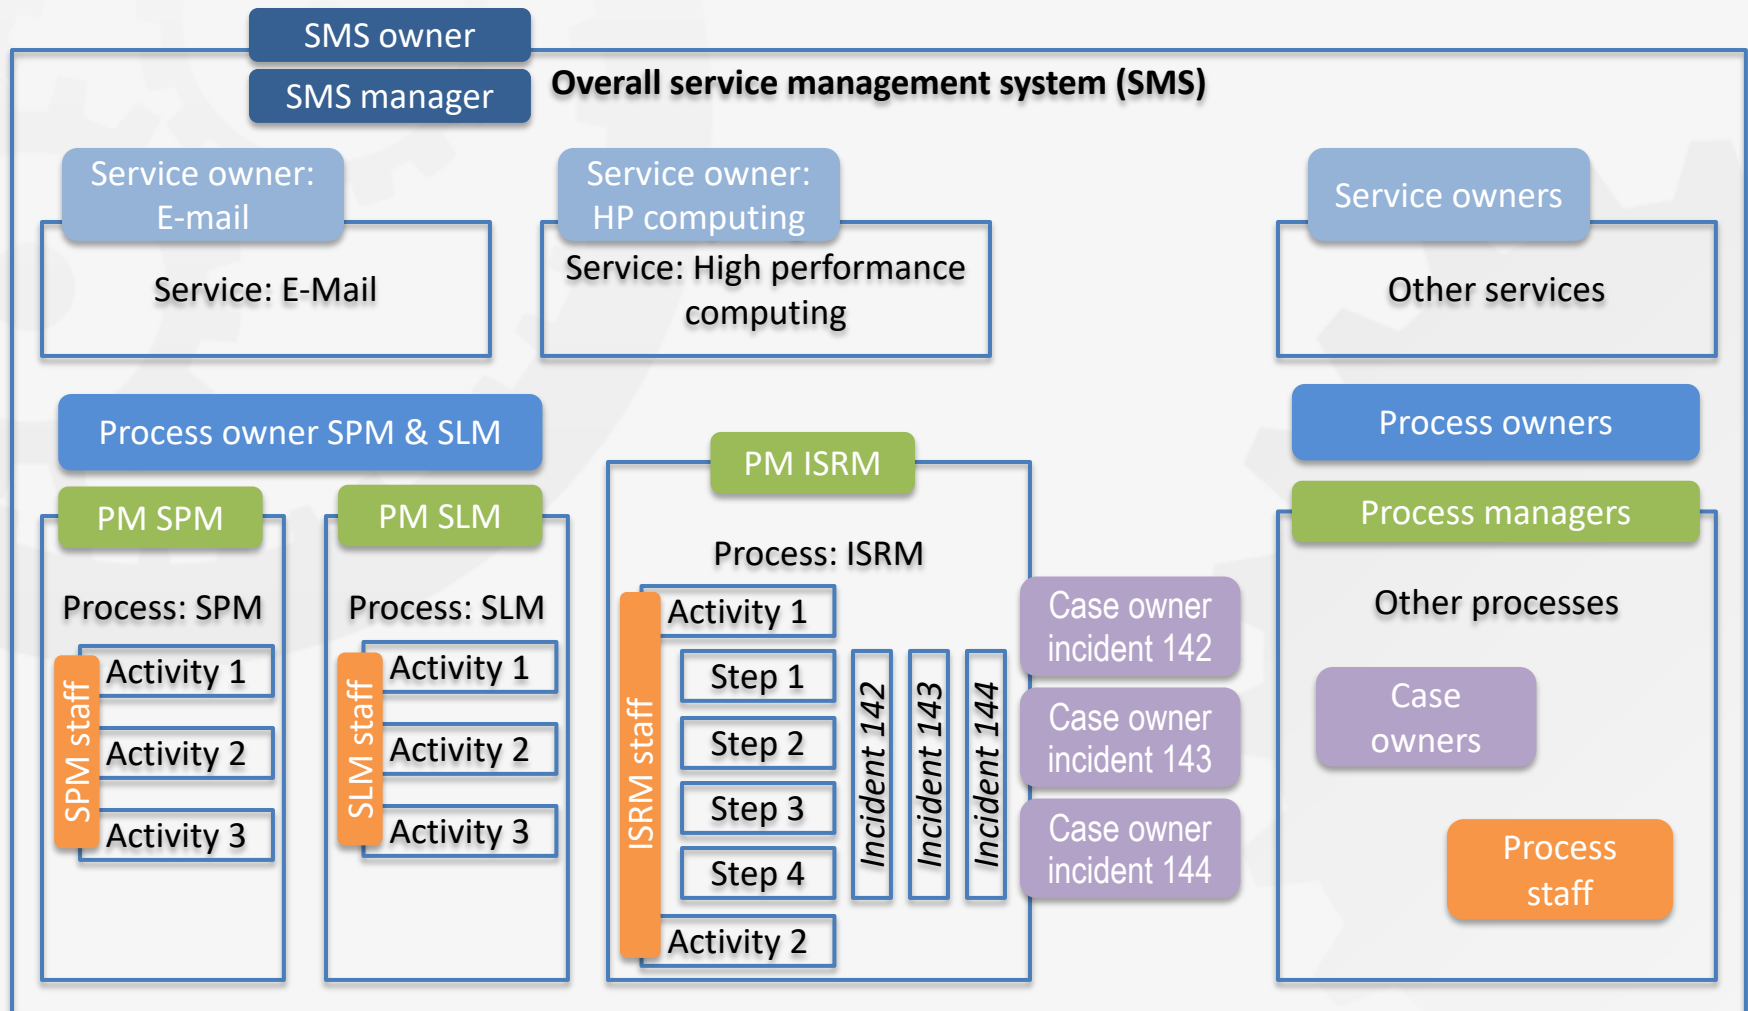 SMS owner
SMS manager
Overall service management system (SMS)
Service owner:
E-mail
Service: E-Mail
Service owner:
HP computing
Service: High performance
computing
Service owners
Other services
Process owner SPM & SLM
PM SPM
Process: SPM
SPM staff
Activity 1
Activity 2
Activity 3
PM SLM
Process: SLM
SLM staff
Activity 1
Activity 2
Activity 3
PM ISRM
Process: ISRM
ISRM staff
Activity 1
Step 1
Step 2
Step 3
Step 4
Activity 2
Incident 142
Incident 143
Incident 144
Case owner
incident 142
Case owner
incident 143
Case owner
incident 144
Process owners
Process managers
Other processes
Case
owners
Process
staff